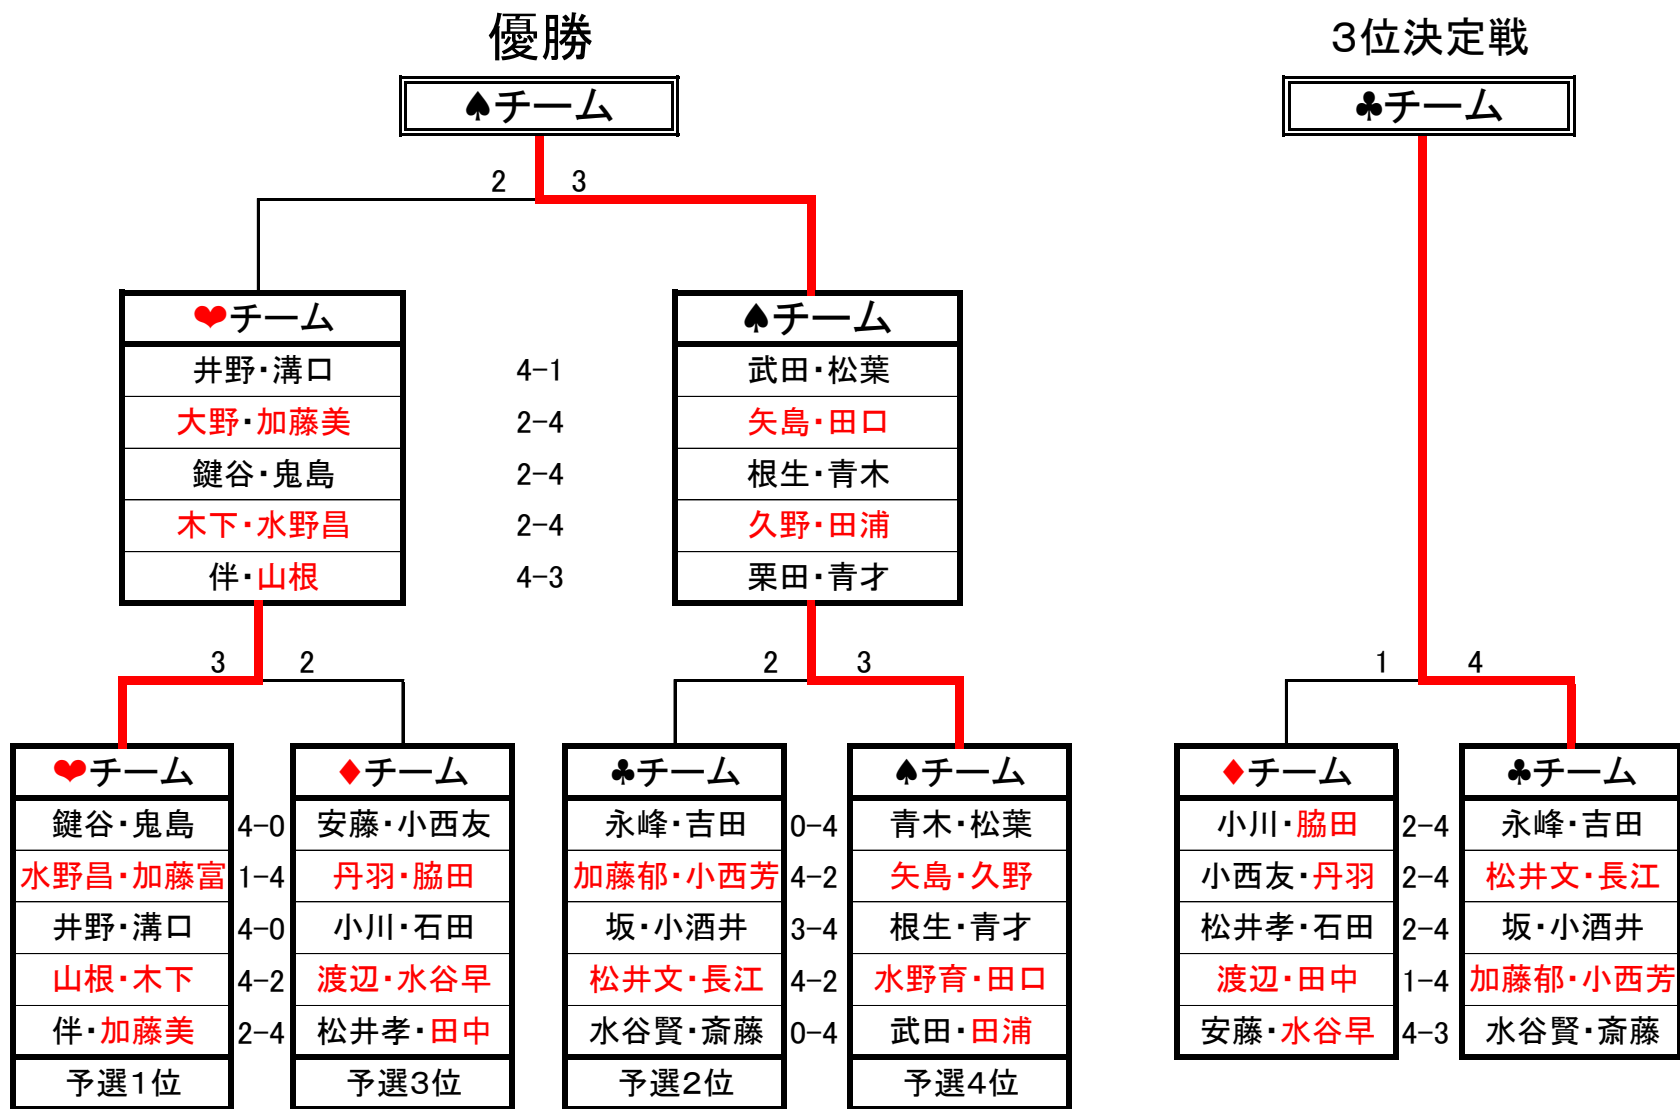 優勝
3位決定戦
♠チーム
♣チーム
2 3
❤チーム ♠チーム
井野・溝口 4-1 武田・松葉
大野・加藤美 2-4 矢島・田口
鍵谷・鬼島 2-4 根生・青木
木下・水野昌 2-4 久野・田浦
伴・山根 4-3 栗田・青才
3 2 2 3 1 4
❤チーム ♦チーム ♣チーム ♠チーム ♦チーム ♣チーム
鍵谷・鬼島 4-0 安藤・小西友 永峰・吉田 0-4 青木・松葉 小川・脇田 2-4 永峰・吉田
水野昌・加藤富 1-4 丹羽・脇田 加藤郁・小西芳 4-2 矢島・久野 小西友・丹羽 2-4 松井文・長江
井野・溝口 4-0 小川・石田 坂・小酒井 3-4 根生・青才 松井孝・石田 2-4 坂・小酒井
山根・木下 4-2 渡辺・水谷早 松井文・長江 4-2 水野育・田口 渡辺・田中 1-4 加藤郁・小西芳
伴・加藤美 2-4 松井孝・田中 水谷賢・斎藤 0-4 武田・田浦 安藤・水谷早 4-3 水谷賢・斎藤
予選1位 予選3位 予選2位 予選4位